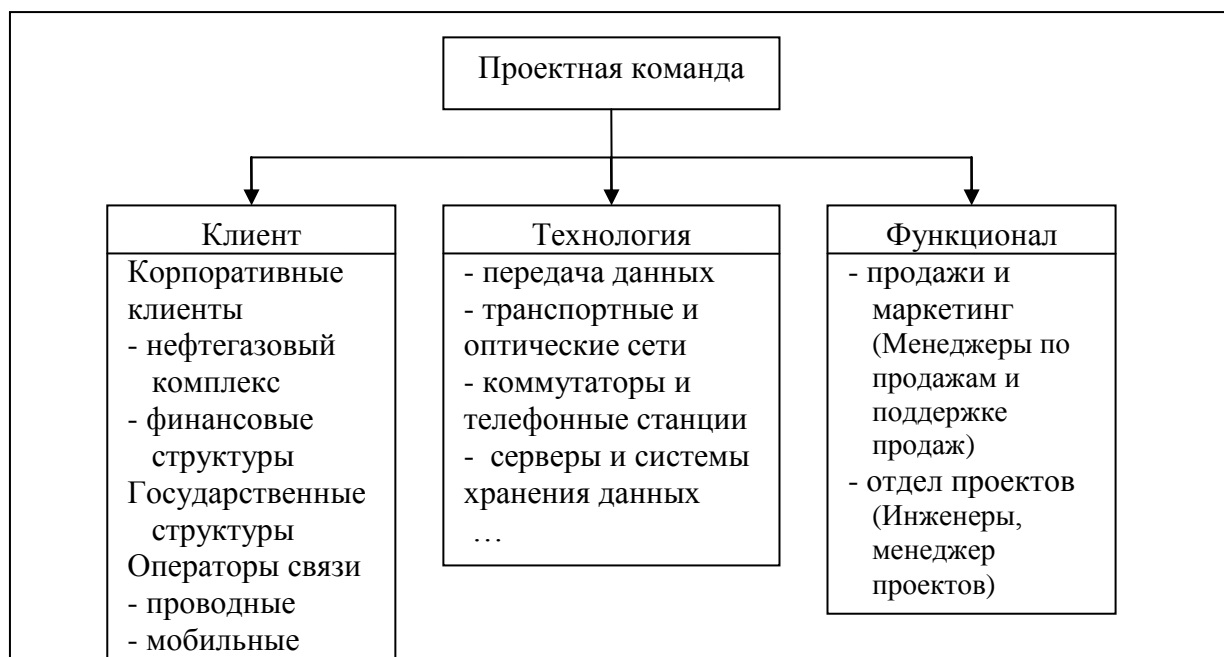 Проектная команда
Клиент
Корпоративные
клиенты
- нефтегазовый
комплекс
- финансовые
структуры
Государственные
структуры
Операторы связи
- проводные
- мобильные
Технология
- передача данных
- транспортные и
оптические сети
- коммутаторы и
телефонные станции
- серверы и системы
хранения данных
…
Функционал
- продажи и
маркетинг
(Менеджеры по
продажам и
поддержке
продаж)
- отдел проектов
(Инженеры,
менеджер
проектов)